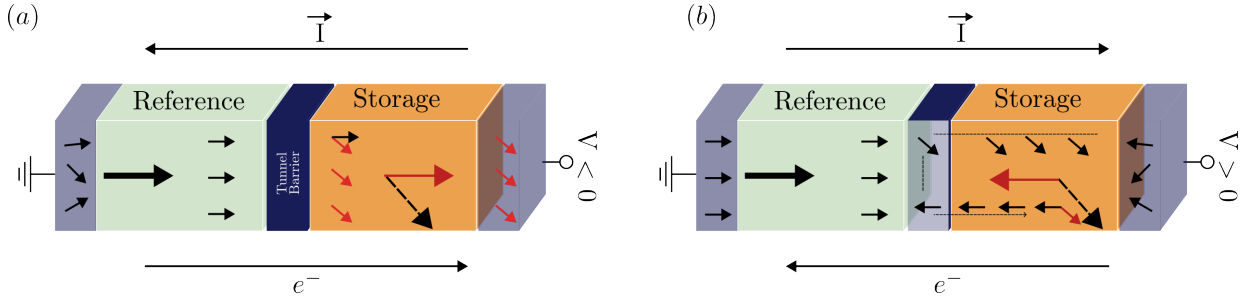 (a)
I
Reference
Storage
Tunnel
Barrier
V > 0
e⁻
(b)
I
Reference
Storage
V > 0
e⁻